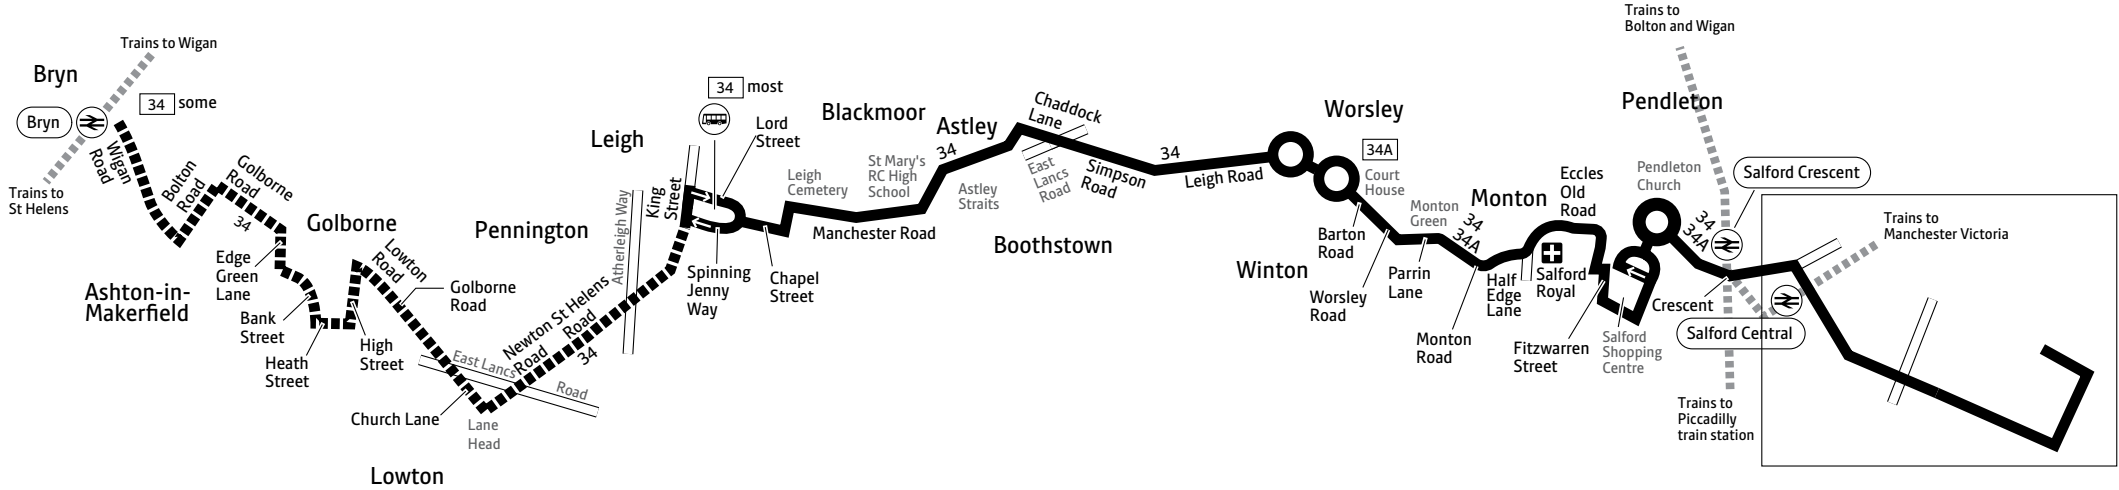 Trains to Wigan
Bryn
Bryn
34 some
Wigan
Road
Trains to
St Helens
Bolton
Road
Golborne
Road
34
Ashton-in-
Makerfield
Edge
Green
Lane
Bank
Street
Heath
Street
Golborne
High
Street
Lowton
Road
Golborne
Road
East Lancs
Road
Church Lane
Lane
Head
Lowton
Newton St Helens
Road
Road
34
Pennington
Atherleigh Way
Leigh
King
Street
34 most
Lord
Street
Spinning
Jenny
Way
Chapel
Street
Leigh
Cemetery
Blackmoor
St Mary's
RC High
School
Manchester Road
Astley
34
Astley
Straits
Boothstown
Chaddock
Lane
East
Lancs
Road
Simpson
Road
34
Leigh Road
Worsley
34A
Court
House
Winton
Barton
Road
Worsley
Road
Monton
Green
Parrin
Lane
Monton
34
34A
Monton
Road
Half
Edge
Lane
Eccles
Old
Road
Salford
Royal
Fitzwarren
Street
Salford
Shopping
Centre
Trains to
Bolton and Wigan
Pendleton
Pendleton
Church
34
34A
Salford Crescent
Crescent
Salford Central
Trains to
Piccadilly
train station
Trains to
Manchester Victoria